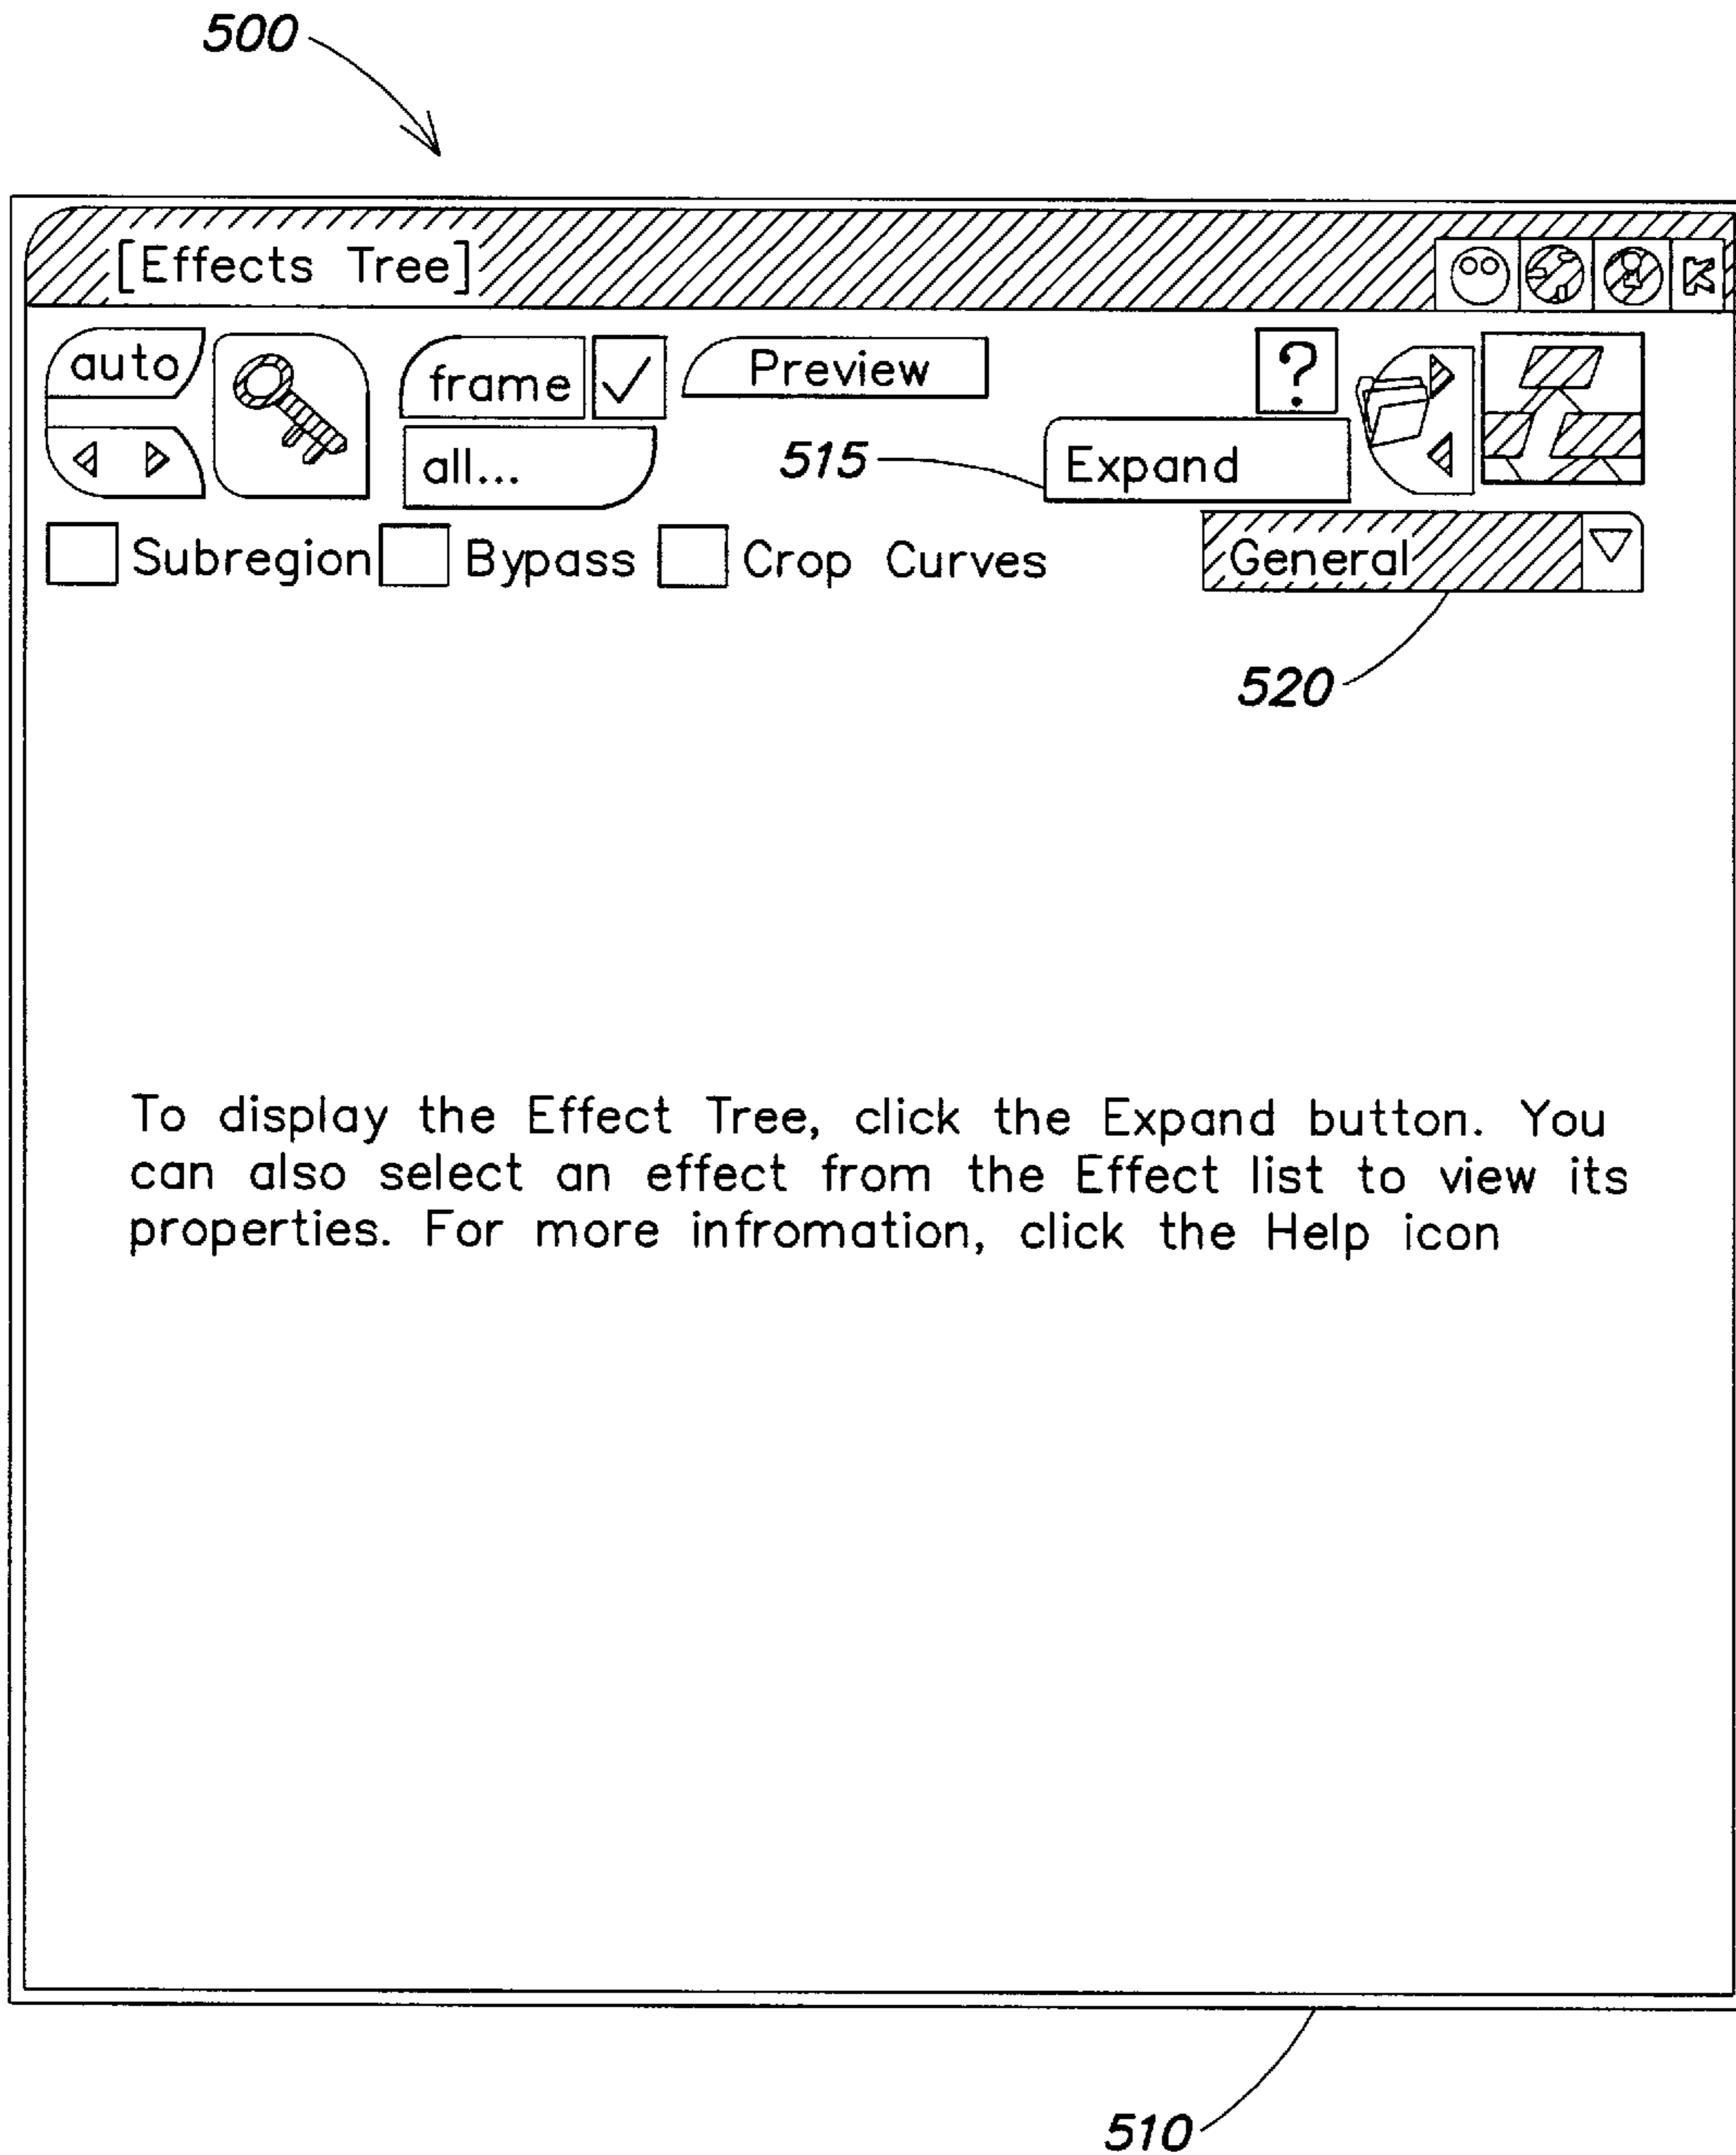 500
[Effects Tree]
auto
frame
Preview
?
all...
515
Expand
Subregion
Bypass
Crop Curves
General
520
To display the Effect Tree, click the Expand button. You
can also select an effect from the Effect list to view its
properties. For more infromation, click the Help icon
510